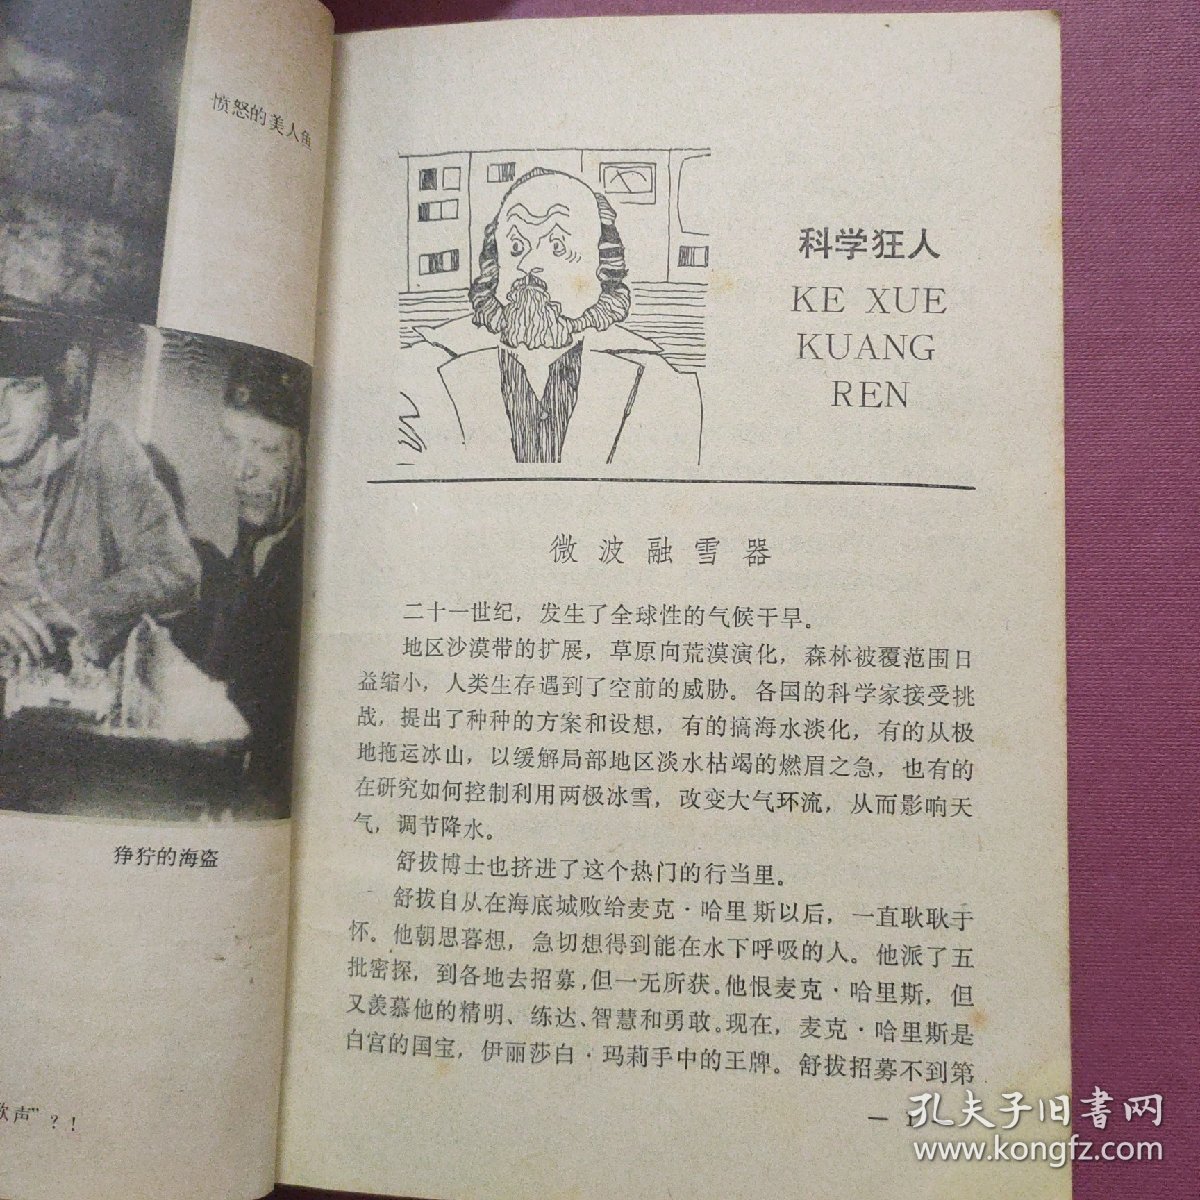 愤怒的美人鱼
狰狞的海盗
歌声”？！
科学狂人
KE XUE
KUANG
REN
微波融雪器
二十一世纪，发生了全球性的气候干旱。
地区沙漠带的扩展，草原向荒漠演化，森林被覆范围日
益缩小，人类生存遇到了空前的威胁。各国的科学家接受挑
战，提出了种种的方案和设想，有的搞海水淡化，有的从极
地拖运冰山，以缓解局部地区淡水枯竭的燃眉之急，也有的
在研究如何控制利用两极冰雪，改变大气环流，从而影响天
气，调节降水。
舒拔博士也挤进了这个热门的行当里。
舒拔自从在海底城败给麦克·哈里斯以后，一直耿耿于
怀。他朝思暮想，急切想得到能在水下呼吸的人。他派了五
批密探，到各地去招募，但一无所获。他恨麦克·哈里斯，但
又羡慕他的精明、练达、智慧和勇敢。现在，麦克·哈里斯是
白宫的国宝，伊丽莎白·玛莉手中的王牌。舒拔招募不到第
孔夫子旧书网
www.kongfz.com